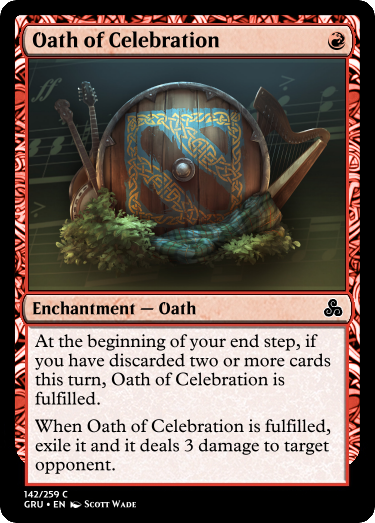 Oath of Celebration
Enchantment — Oath
At the beginning of your end step, if
you have discarded two or more cards
this turn, Oath of Celebration is
fulfilled.
When Oath of Celebration is fulfilled,
exile it and it deals 3 damage to target
opponent.
142/259 C
GRU • EN Scott Wade